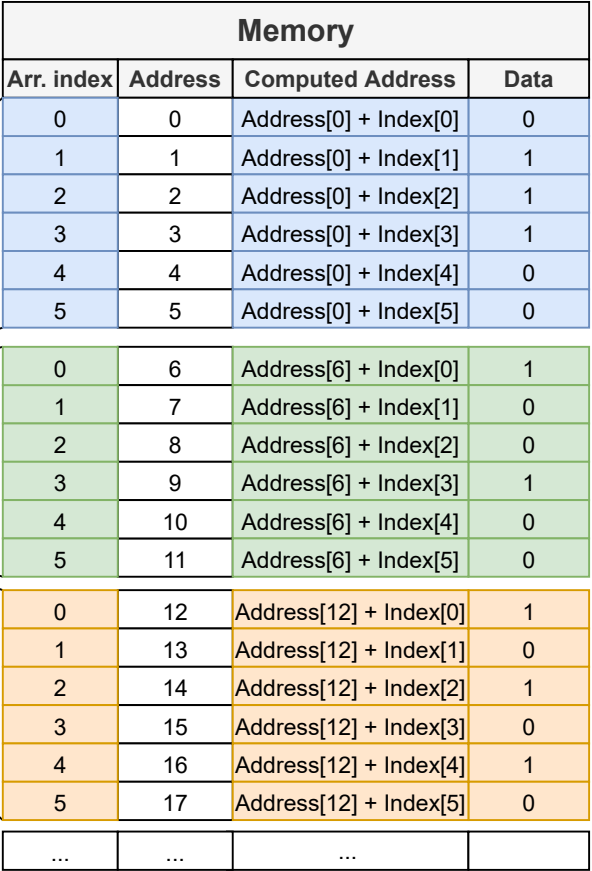 Memory
Arr. index Address Computed Address Data
0 0 Address[0] + Index[0] 0
1 1 Address[0] + Index[1] 1
2 2 Address[0] + Index[2] 1
3 3 Address[0] + Index[3] 1
4 4 Address[0] + Index[4] 0
5 5 Address[0] + Index[5] 0
0 6 Address[6] + Index[0] 1
1 7 Address[6] + Index[1] 0
2 8 Address[6] + Index[2] 0
3 9 Address[6] + Index[3] 1
4 10 Address[6] + Index[4] 0
5 11 Address[6] + Index[5] 0
0 12 Address[12] + Index[0] 1
1 13 Address[12] + Index[1] 0
2 14 Address[12] + Index[2] 1
3 15 Address[12] + Index[3] 0
4 16 Address[12] + Index[4] 1
5 17 Address[12] + Index[5] 0
... ... ...